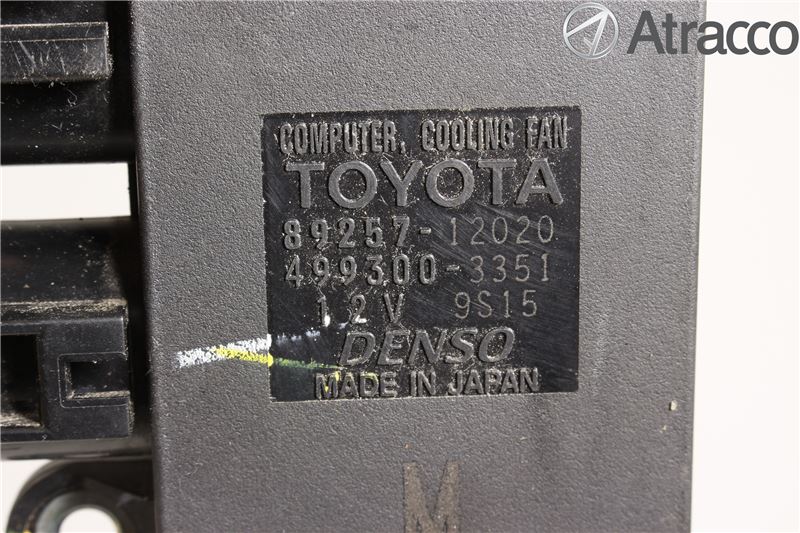 Atracco
COMPUTER, COOLING FAN
TOYOTA
89257-12020
499300-3351
12V 9S15
DENSO
MADE IN JAPAN
M